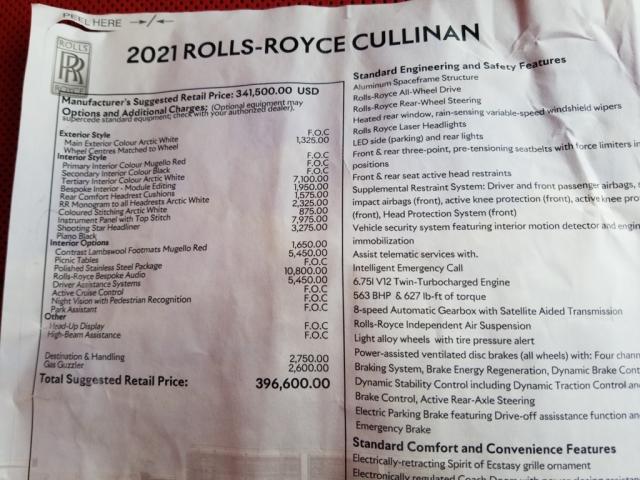 PEEL HERE
ROLLS
RR
ROYCE
2021 ROLLS-ROYCE CULLINAN
Manufacturer's Suggested Retail Price: 341,500.00 USD
Options and Additional Charges: (Optional equipment may
supercede standard equipment; check with your authorized dealer).
Exterior Style
Main Exterior Colour Arctic White F.O.C
Wheel Centres Matched to Wheel 1,325.00
Interior Style
Primary Interior Colour Mugello Red F.O.C
Secondary Interior Colour Black F.O.C
Tertiary Interior Colour Arctic White F.O.C
Bespoke Interior - Module Editing 7,100.00
Rear Comfort Headrest Cushions 1,950.00
RR Monogram to all Headrests Arctic White 1,575.00
Coloured Stitching Arctic White 2,325.00
Instrument Panel with Top Stitch 875.00
Shooting Star Headliner 7,975.00
Piano Black 3,275.00
Interior Options
Contrast Lambswool Footmats Mugello Red 1,650.00
Picnic Tables 5,450.00
Polished Stainless Steel Package F.O.C
Rolls-Royce Bespoke Audio 10,800.00
Driver Assistance Systems 5,450.00
Active Cruise Control F.O.C
Night Vision with Pedestrian Recognition F.O.C
Park Assistant F.O.C
Other
Head-Up Display F.O.C
High-Beam Assistance F.O.C
Destination & Handling 2,750.00
Gas Guzzler 2,600.00
Total Suggested Retail Price: 396,600.00
Standard Engineering and Safety Features
Aluminum Spaceframe Structure
Rolls-Royce All-Wheel Drive
Rolls-Royce Rear-Wheel Steering
Heated rear window, rain-sensing variable-speed windshield wipers
Rolls Royce Laser Headlights
LED side (parking) and rear lights
Front & rear three-point, pre-tensioning seatbelts with force limiters in
positions
Front & rear seat active head restraints
Supplemental Restraint System: Driver and front passenger airbags,
impact airbags (front), active knee protection (front), active knee pro
(front), Head Protection System (front)
Vehicle security system featuring interior motion detector and engin
immobilization
Assist telematic services with.
Intelligent Emergency Call
6.75l V12 Twin-Turbocharged Engine
563 BHP & 627 lb-ft of torque
8-speed Automatic Gearbox with Satellite Aided Transmission
Rolls-Royce Independent Air Suspension
Light alloy wheels with tire pressure alert
Power-assisted ventilated disc brakes (all wheels) with: Four chann
Braking System, Brake Energy Regeneration, Dynamic Brake Cont
Dynamic Stability Control including Dynamic Traction Control an
Brake Control, Active Rear-Axle Steering
Electric Parking Brake featuring Drive-off assisstance function an
Emergency Brake
Standard Comfort and Convenience Features
Electrically-retracting Spirit of Ecstasy grille ornament
Electronically regulated Coach Doors with power